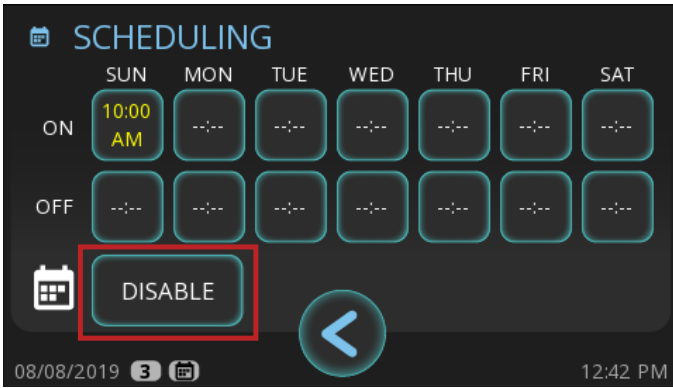 SCHEDULING
SUN MON TUE WED THU FRI SAT
ON 10:00 AM --:-- --:-- --:-- --:-- --:-- --:--
OFF --:-- --:-- --:-- --:-- --:-- --:-- --:--
DISABLE
08/08/2019 3 12:42 PM